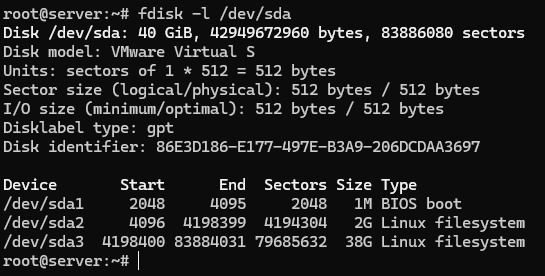 root@server:~# fdisk -l /dev/sda
Disk /dev/sda: 40 GiB, 42949672960 bytes, 83886080 sectors
Disk model: VMware Virtual S
Units: sectors of 1 * 512 = 512 bytes
Sector size (logical/physical): 512 bytes / 512 bytes
I/O size (minimum/optimal): 512 bytes / 512 bytes
Disklabel type: gpt
Disk identifier: 86E3D186-E177-497E-B3A9-206DCDAA3697

Device       Start      End  Sectors Size Type
/dev/sda1     2048     4095     2048   1M BIOS boot
/dev/sda2     4096  4198399  4194304   2G Linux filesystem
/dev/sda3  4198400 83884031 79685632  38G Linux filesystem
root@server:~#